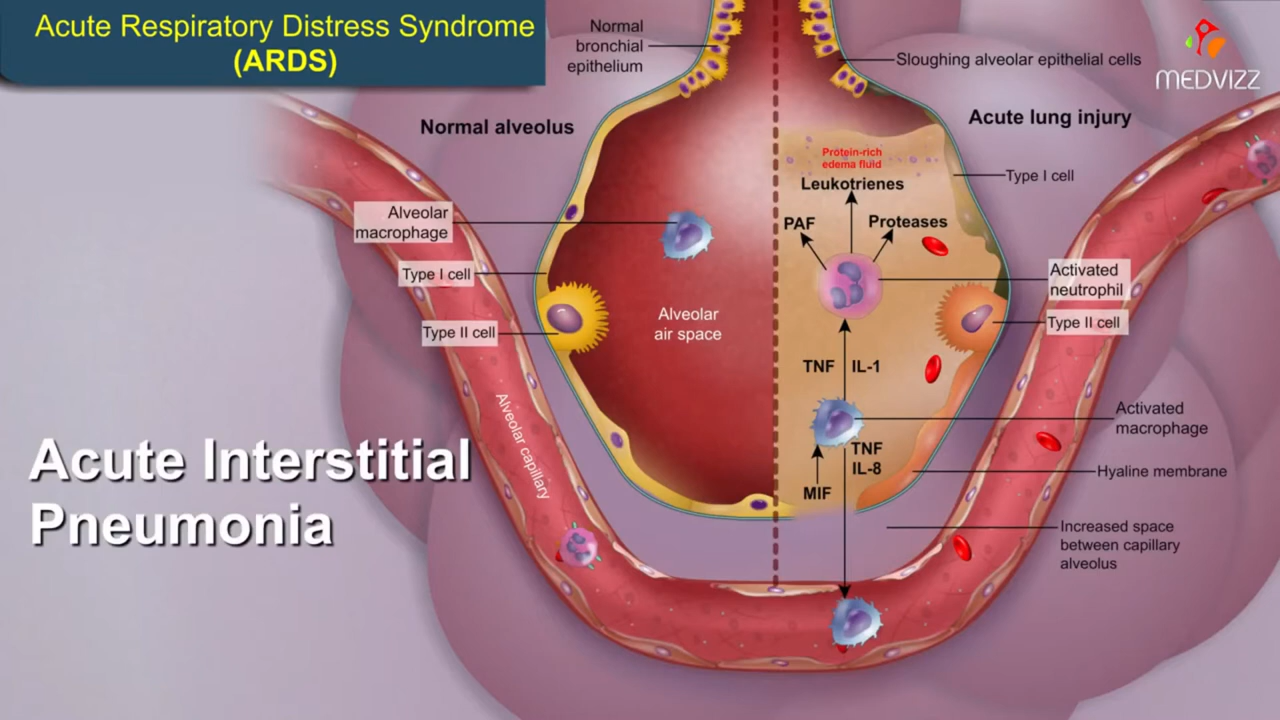 Acute Respiratory Distress Syndrome
(ARDS)
Normal
bronchial
epithelium
Sloughing alveolar epithelial cells
MEDVIZZ
Normal alveolus
Acute lung injury
Protein-rich
edema fluid
Leukotrienes
Type I cell
Alveolar
macrophage
PAF
Proteases
Type I cell
Activated
neutrophil
Alveolar
air space
Type II cell
Type II cell
TNF
IL-1
Alveolar capillary
Activated
macrophage
TNF
IL-8
MIF
Hyaline membrane
Acute Interstitial
Pneumonia
Increased space
between capillary
alveolus